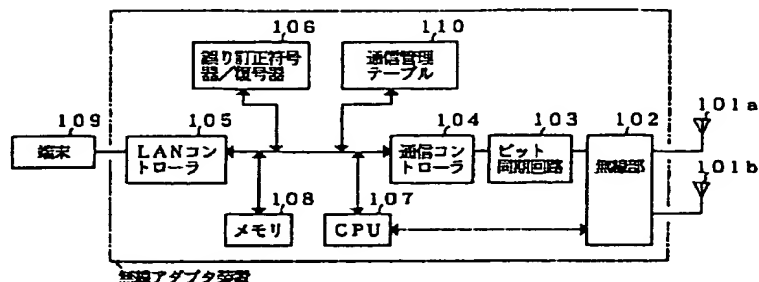 106
110
誤り訂正符号
器/復号器
通信管理
テーブル
109
105
104
103
102
101a
端末
LANコント
ローラ
通信コント
ローラ
ビット
同期回路
無線部
101b
108
107
メモリ
CPU
無線アダプタ装置